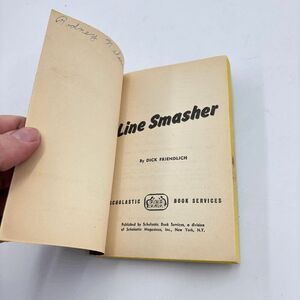 Rodney
Line Smasher
By DICK FRIENDLICH
SCHOLASTIC BOOK SERVICES
Published by Scholastic Book Services, a division
of Scholastic Magazines, Inc., New York, N.Y.